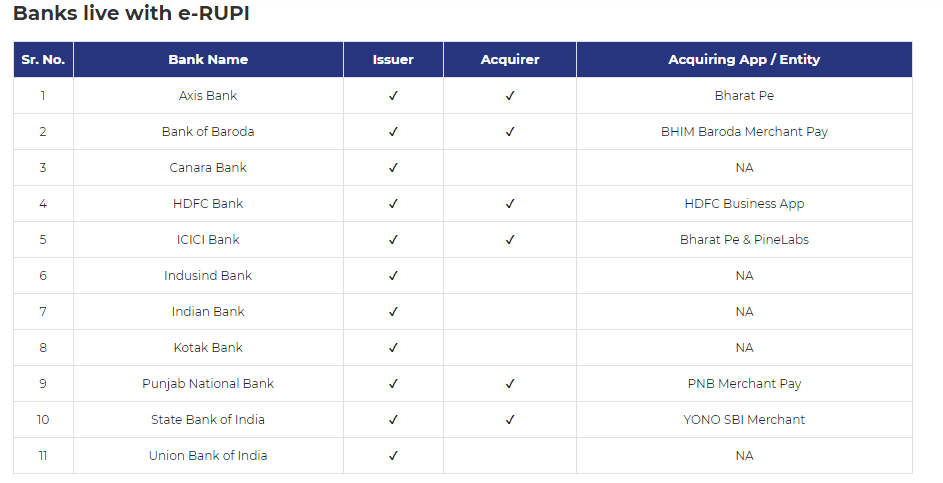 Banks live with e-RUPI
Sr. No. Bank Name Issuer Acquirer Acquiring App / Entity
1 Axis Bank ✓ ✓ Bharat Pe
2 Bank of Baroda ✓ ✓ BHIM Baroda Merchant Pay
3 Canara Bank ✓ NA
4 HDFC Bank ✓ ✓ HDFC Business App
5 ICICI Bank ✓ ✓ Bharat Pe & PineLabs
6 Indusind Bank ✓ NA
7 Indian Bank ✓ NA
8 Kotak Bank ✓ NA
9 Punjab National Bank ✓ ✓ PNB Merchant Pay
10 State Bank of India ✓ ✓ YONO SBI Merchant
11 Union Bank of India ✓ NA